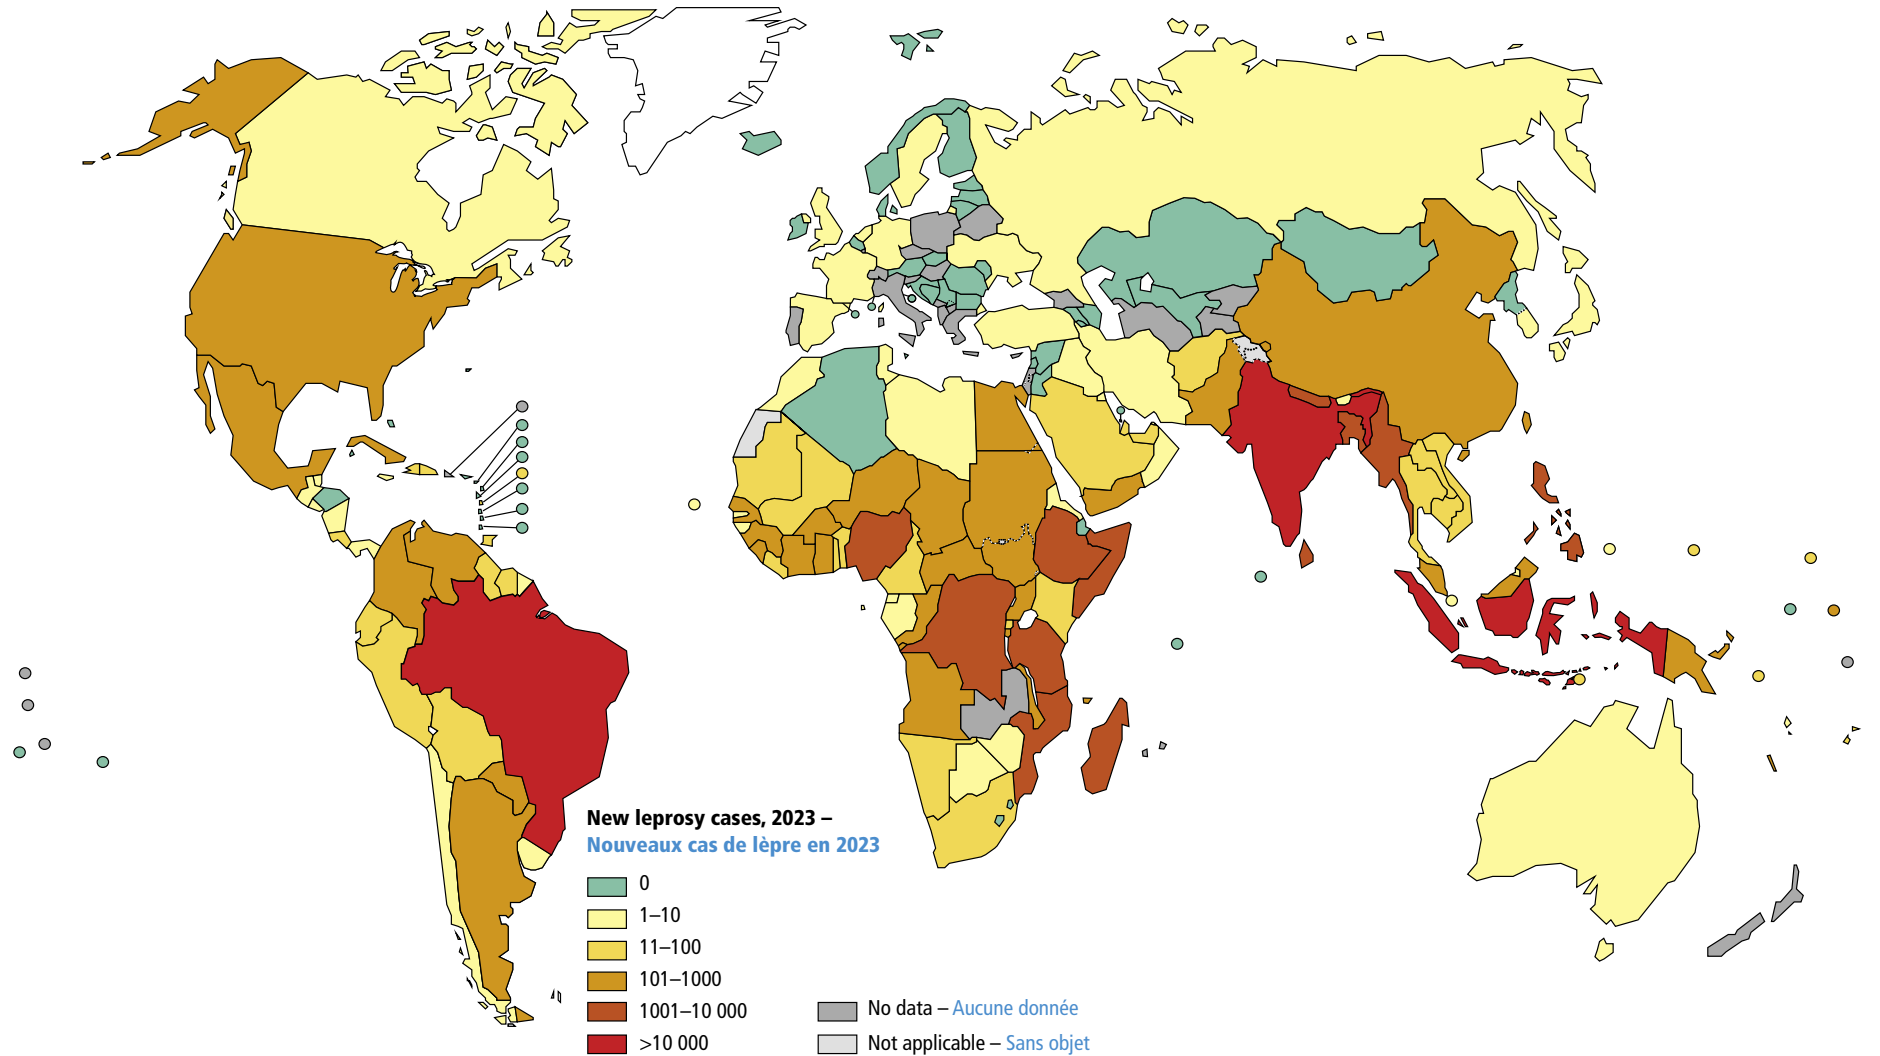 New leprosy cases, 2023 –
Nouveaux cas de lèpre en 2023
0
1–10
11–100
101–1000
1001–10 000
>10 000
No data – Aucune donnée
Not applicable – Sans objet